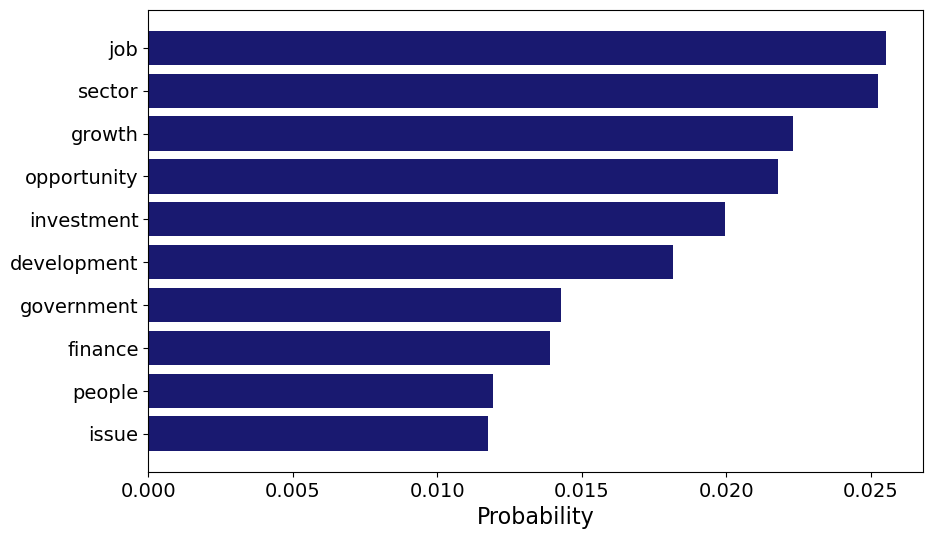 job
sector
growth
opportunity
investment
development
government
finance
people
issue
0.000 0.005 0.010 0.015 0.020 0.025
Probability